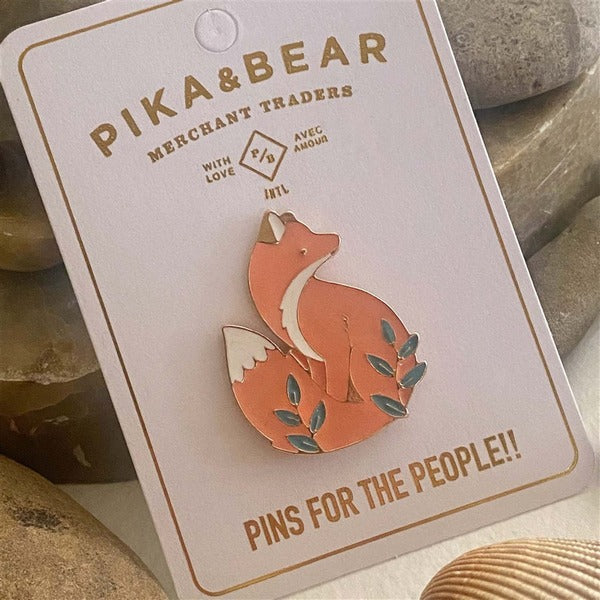 PIKA&BEAR
MERCHANT TRADERS
WITH LOVE
P/B
AVEC AMOUR
INTL
PINS FOR THE PEOPLE!!